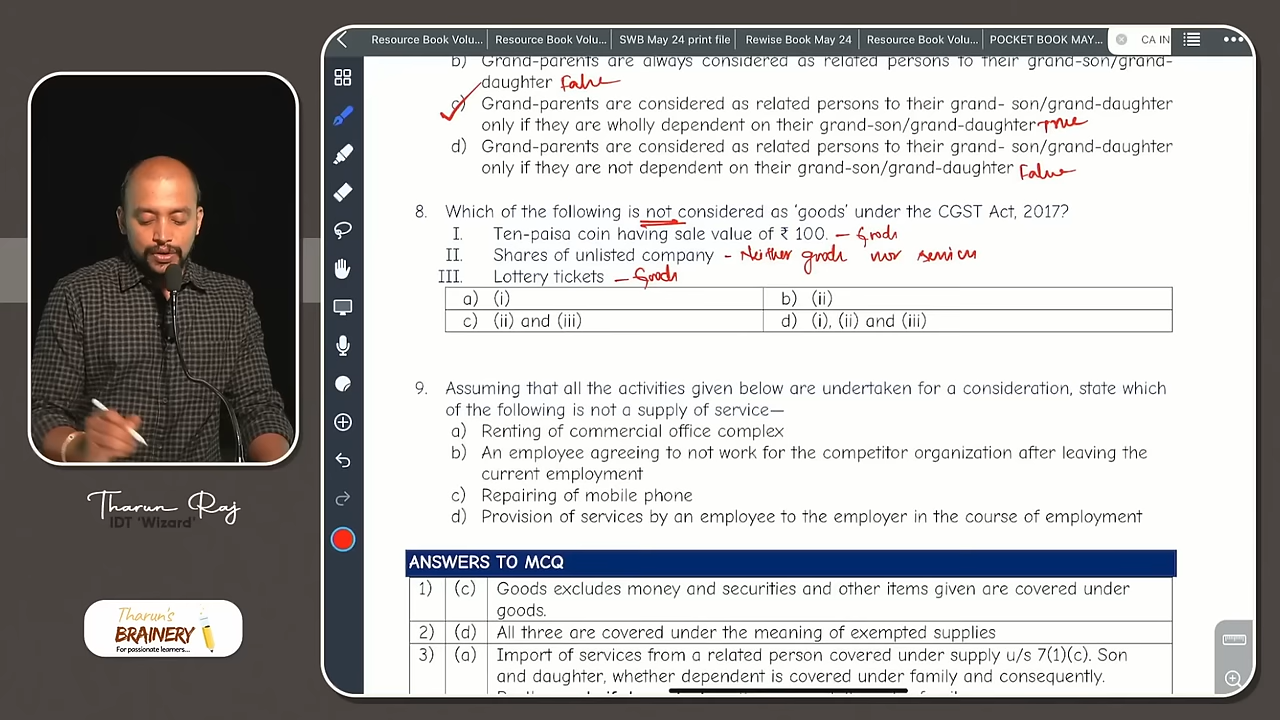 Resource Book Volu...
Resource Book Volu...
SWB May 24 print file
Rewise Book May 24
Resource Book Volu...
POCKET BOOK MAY...
CA IN
b) Grand-parents are always considered as related persons to their grand-son/grand-
daughter False
c) Grand-parents are considered as related persons to their grand- son/grand-daughter
only if they are wholly dependent on their grand-son/grand-daughter True
d) Grand-parents are considered as related persons to their grand- son/grand-daughter
only if they are not dependent on their grand-son/grand-daughter False
8. Which of the following is not considered as 'goods' under the CGST Act, 2017?
I. Ten-paisa coin having sale value of ₹ 100. – Goods
II. Shares of unlisted company - Neither goods nor services
III. Lottery tickets – Goods
a) (i) b) (ii)
c) (ii) and (iii) d) (i), (ii) and (iii)
9. Assuming that all the activities given below are undertaken for a consideration, state which
of the following is not a supply of service—
a) Renting of commercial office complex
b) An employee agreeing to not work for the competitor organization after leaving the
current employment
c) Repairing of mobile phone
d) Provision of services by an employee to the employer in the course of employment
ANSWERS TO MCQ
1) (c) Goods excludes money and securities and other items given are covered under
goods.
2) (d) All three are covered under the meaning of exempted supplies
3) (a) Import of services from a related person covered under supply u/s 7(1)(c). Son
and daughter, whether dependent is covered under family and consequently.
Tharun Raj
IDT 'Wizard'
Tharun's
BRAINERY
For passionate learners...